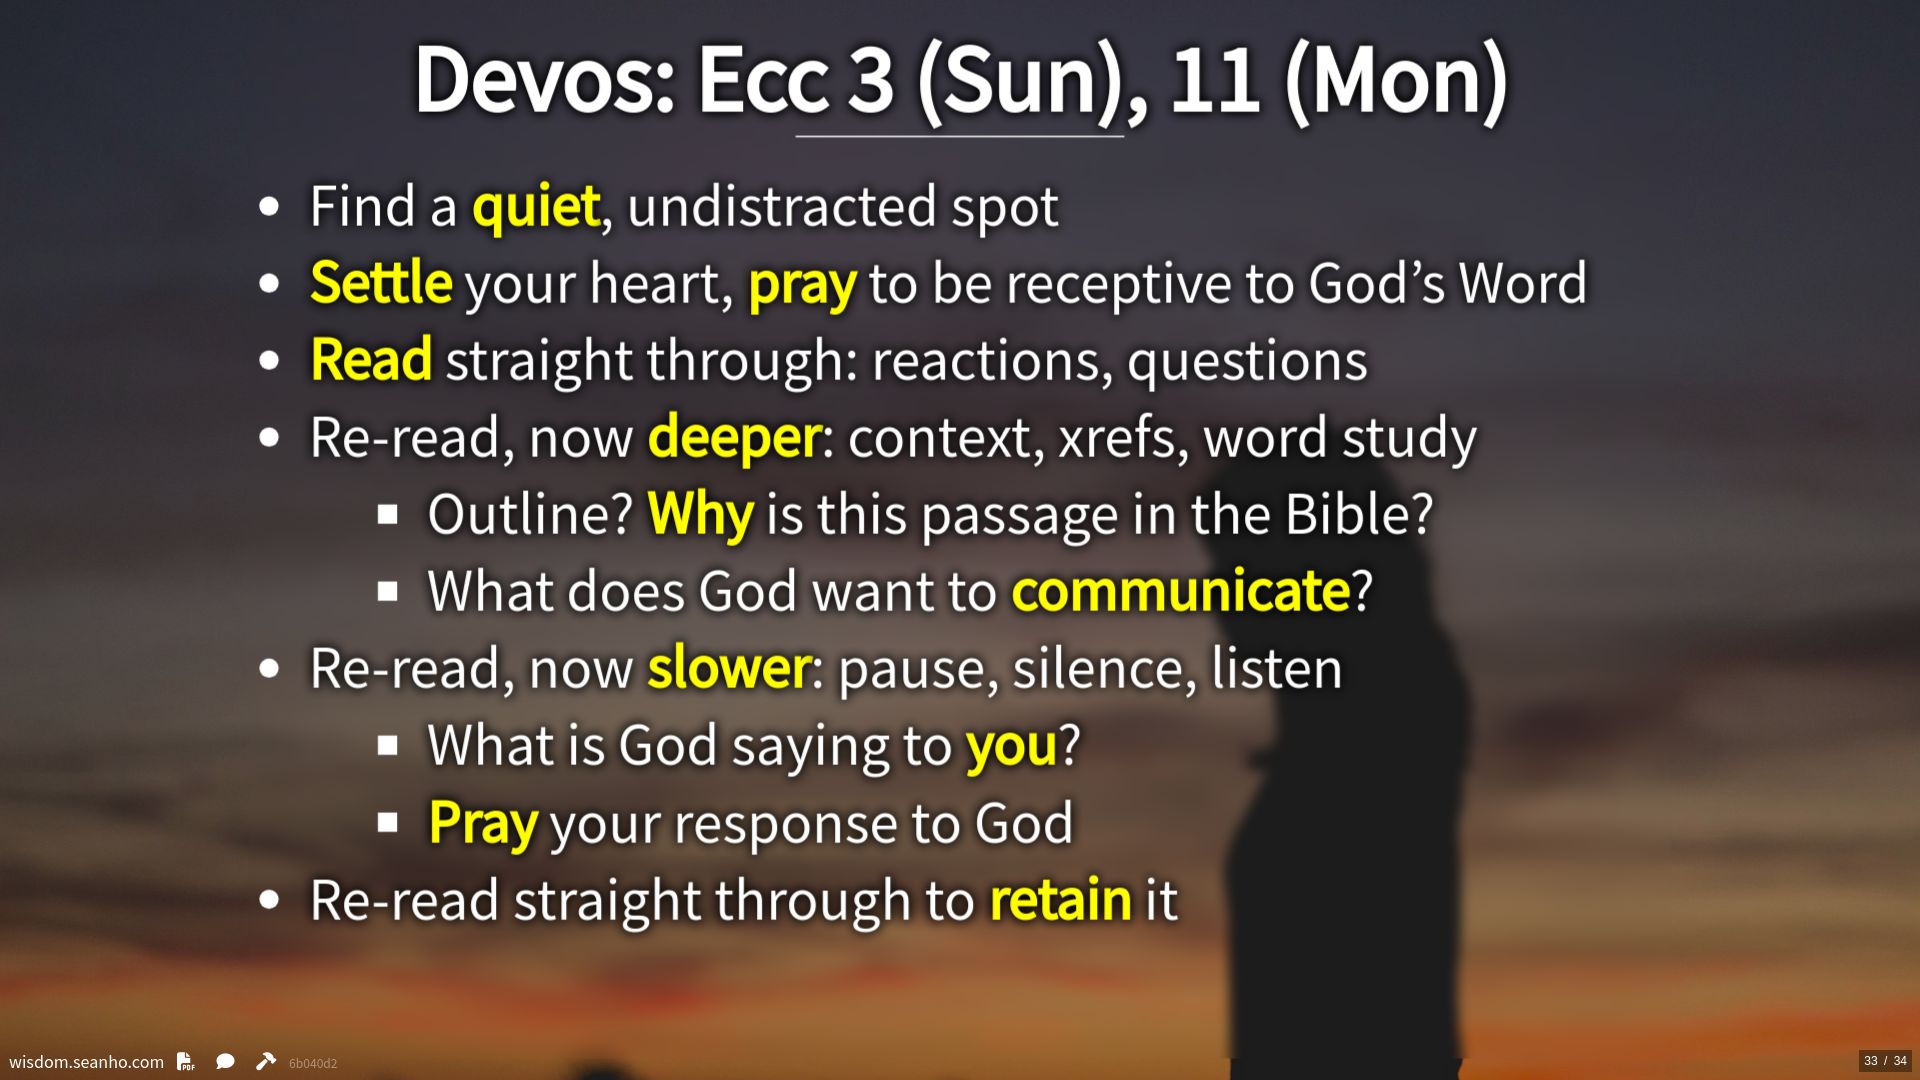 Devos: Ecc 3 (Sun), 11 (Mon)
Find a quiet, undistracted spot
Settle your heart, pray to be receptive to God’s Word
Read straight through: reactions, questions
Re-read, now deeper: context, xrefs, word study
Outline? Why is this passage in the Bible?
What does God want to communicate?
Re-read, now slower: pause, silence, listen
What is God saying to you?
Pray your response to God
Re-read straight through to retain it
wisdom.seanho.com PDF 6b040d2
33 / 34